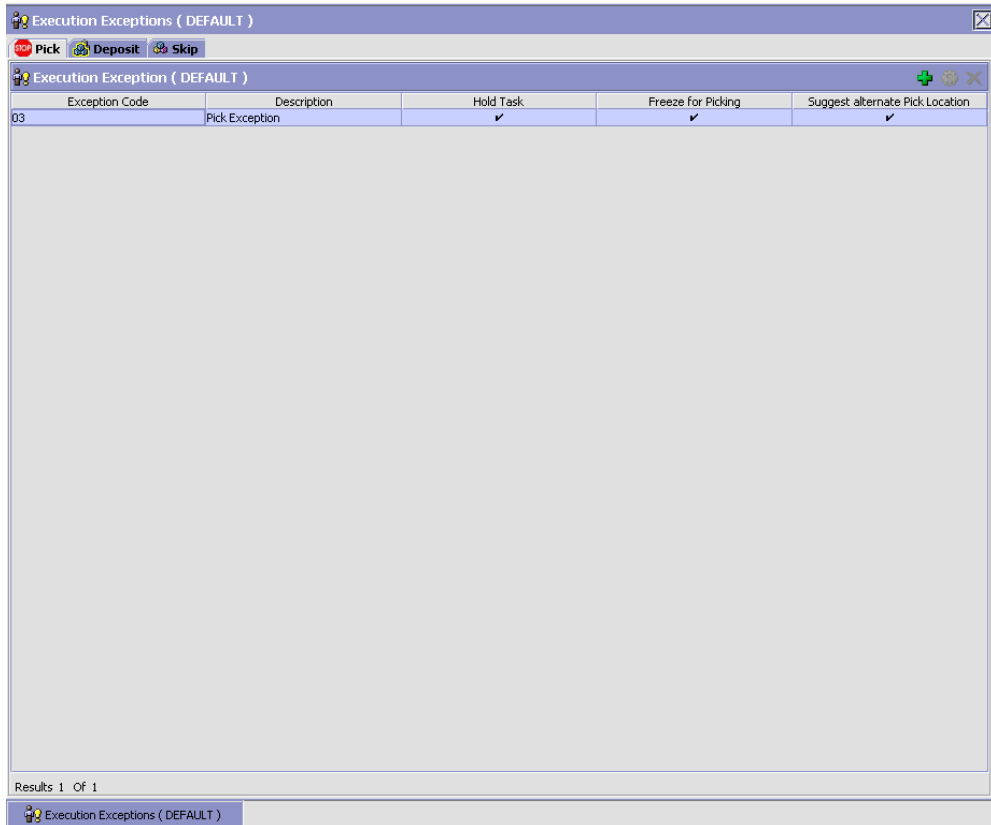 Execution Exceptions ( DEFAULT )
STOP Pick Deposit Skip
Execution Exception ( DEFAULT )
Exception Code Description Hold Task Freeze for Picking Suggest alternate Pick Location
03 Pick Exception ✔ ✔ ✔
Results 1 Of 1
Execution Exceptions ( DEFAULT )